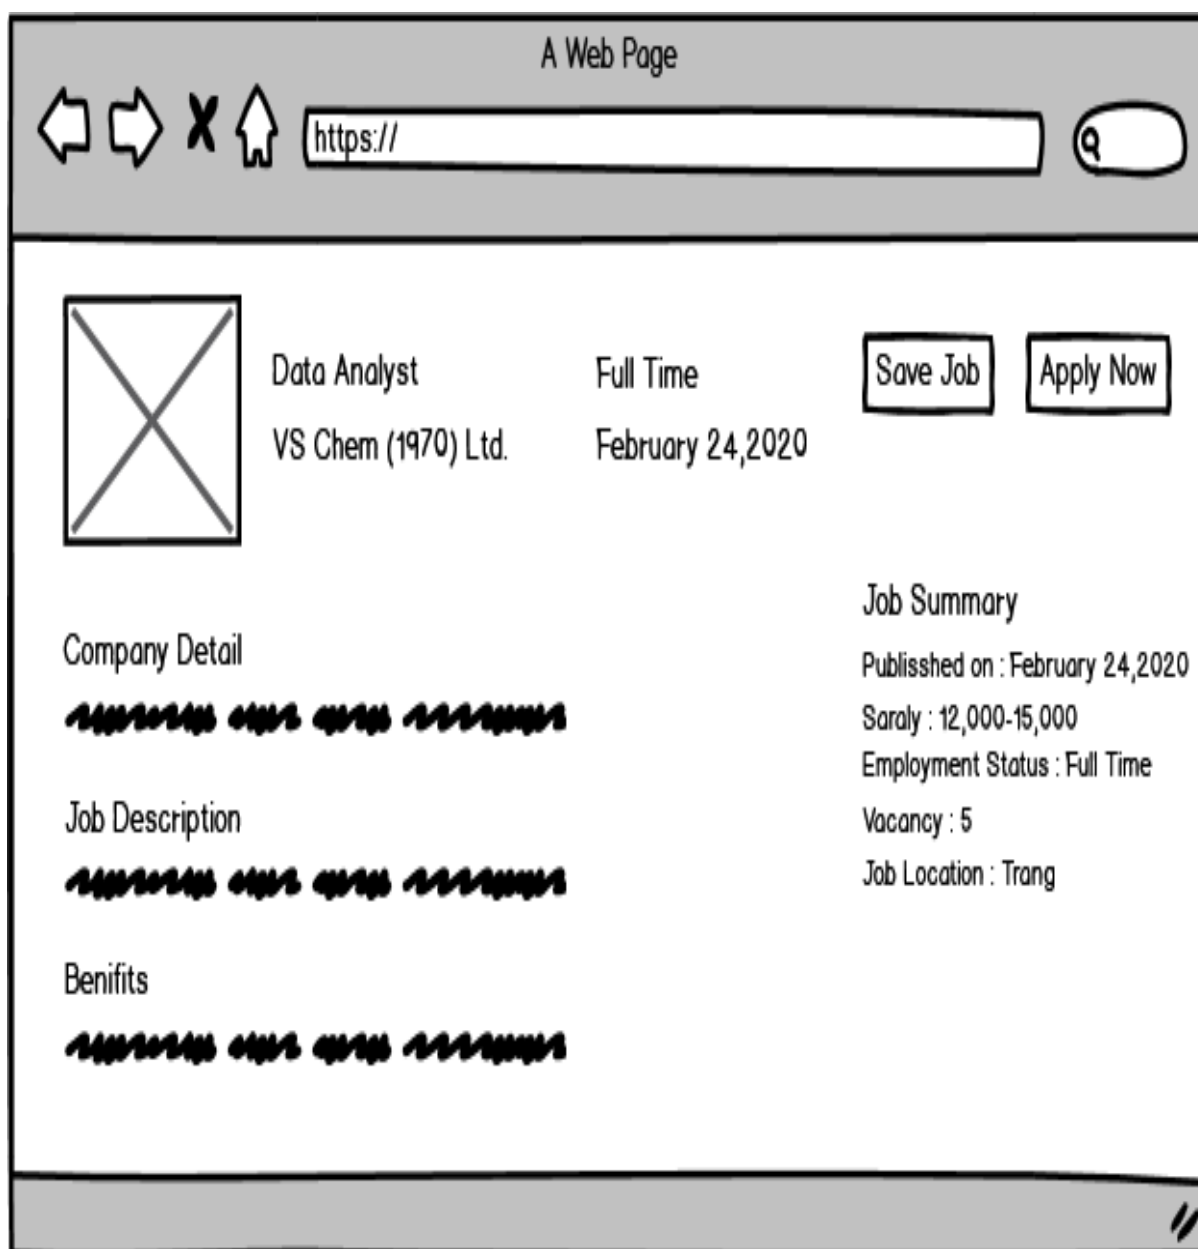 A Web Page
https://
Data Analyst
Full Time
Save Job
Apply Now
VS Chem (1970) Ltd.
February 24,2020
Job Summary
Publisshed on : February 24,2020
Saraly : 12,000-15,000
Employment Status : Full Time
Vacancy : 5
Job Location : Trang
Company Detail
Job Description
Benifits